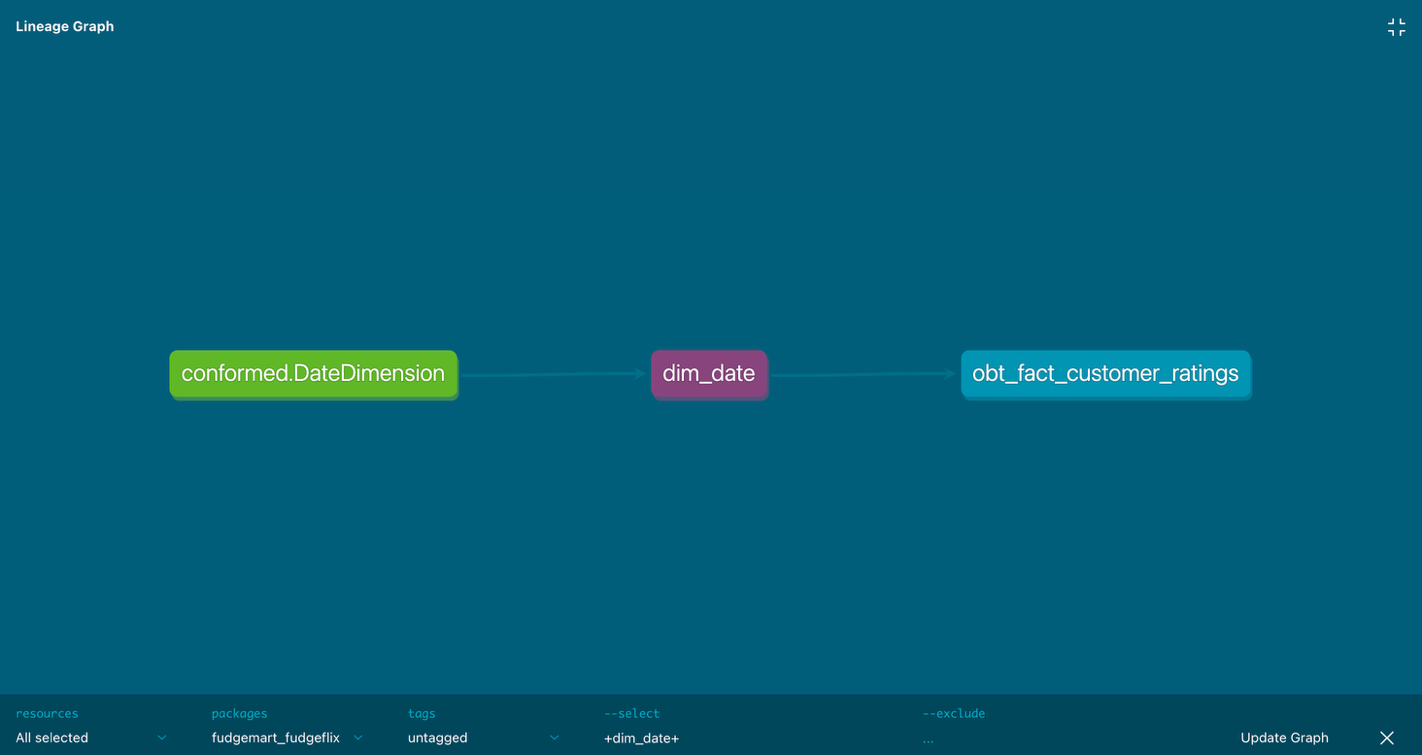 Lineage Graph
conformed.DateDimension
dim_date
obt_fact_customer_ratings
resources
packages
tags
--select
--exclude
All selected
fudgemart_fudgeflix
untagged
+dim_date+
...
Update Graph